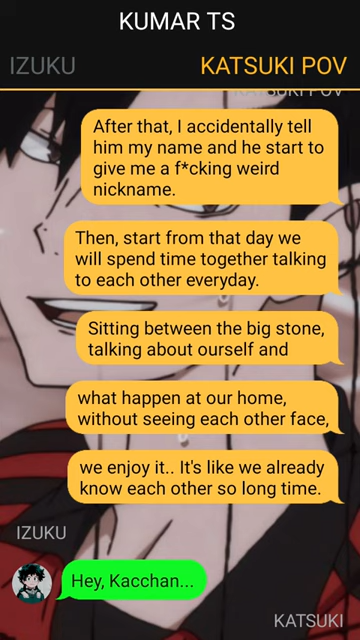 KUMAR TS
IZUKU
KATSUKI POV
KATSUKI POV
After that, I accidentally tell
him my name and he start to
give me a f*cking weird
nickname.
Then, start from that day we
will spend time together talking
to each other everyday.
Sitting between the big stone,
talking about ourself and
what happen at our home,
without seeing each other face,
we enjoy it.. It's like we already
know each other so long time.
IZUKU
Hey, Kacchan...
KATSUKI